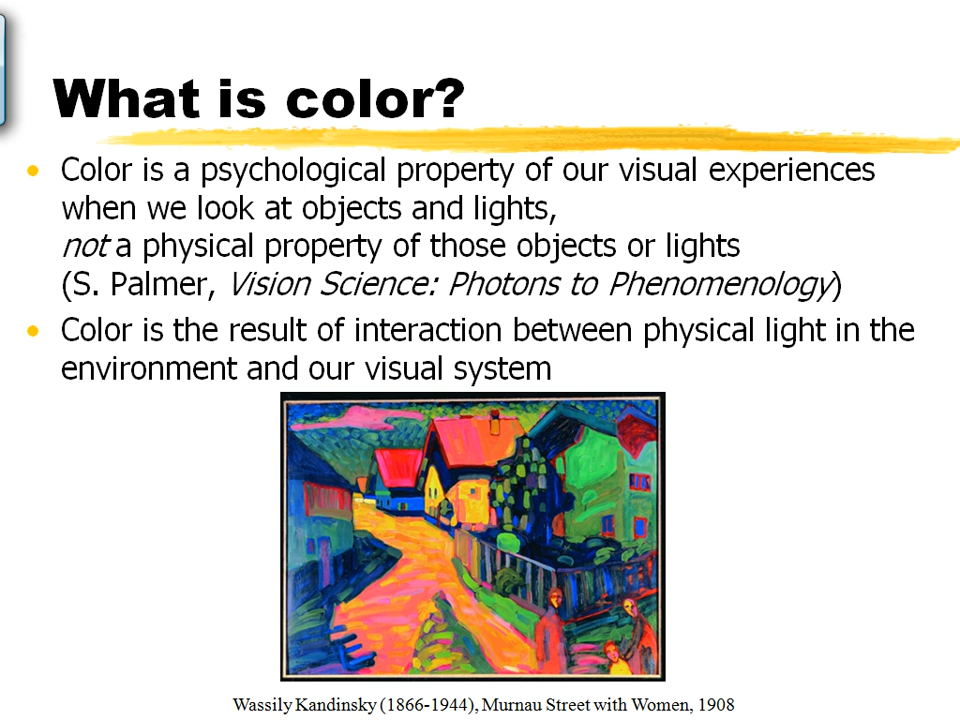 What is color?
Color is a psychological property of our visual experiences
when we look at objects and lights,
not a physical property of those objects or lights
(S. Palmer, Vision Science: Photons to Phenomenology)
Color is the result of interaction between physical light in the
environment and our visual system
Wassily Kandinsky (1866-1944), Murnau Street with Women, 1908